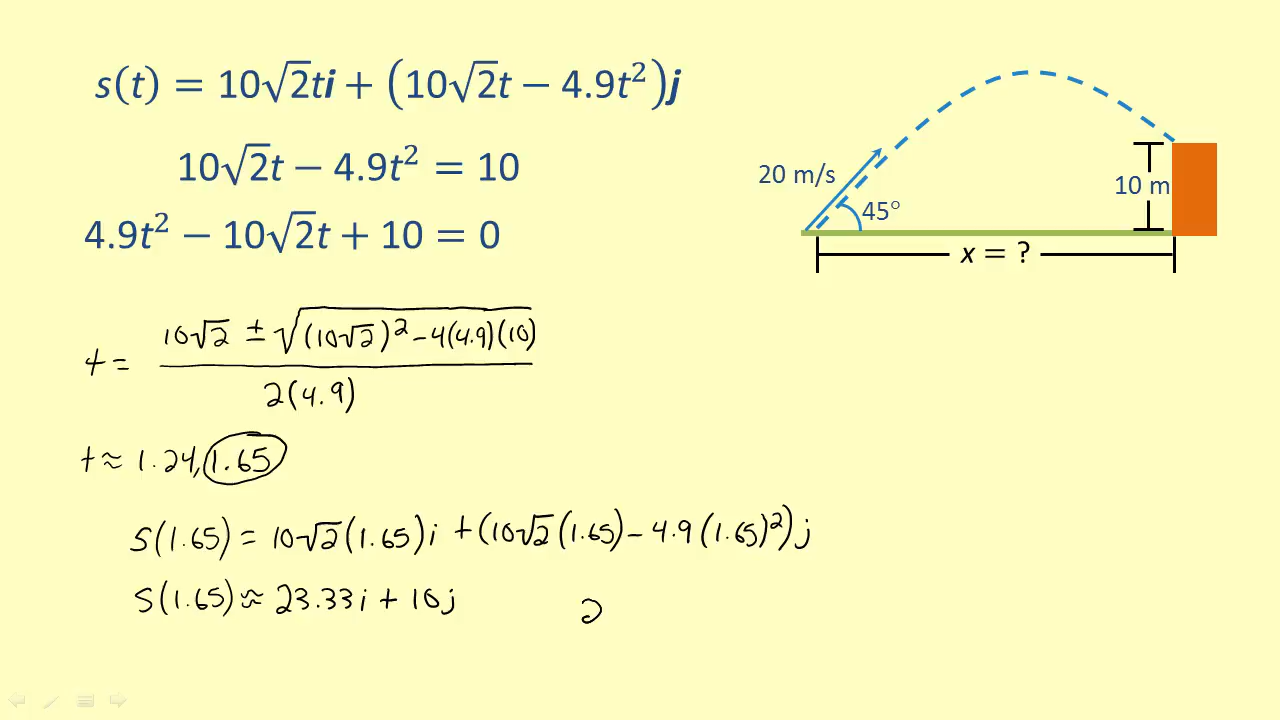 s(t) = 10√2ti + (10√2t − 4.9t²)j
10√2t − 4.9t² = 10
4.9t² − 10√2t + 10 = 0
20 m/s
45°
10 m
x = ?
t = (10√2 ± √((10√2)² − 4(4.9)(10))) / 2(4.9)
t ≈ 1.24, 1.65
s(1.65) = 10√2(1.65)i + (10√2(1.65) − 4.9(1.65)²)j
s(1.65) ≈ 23.33i + 10j
2